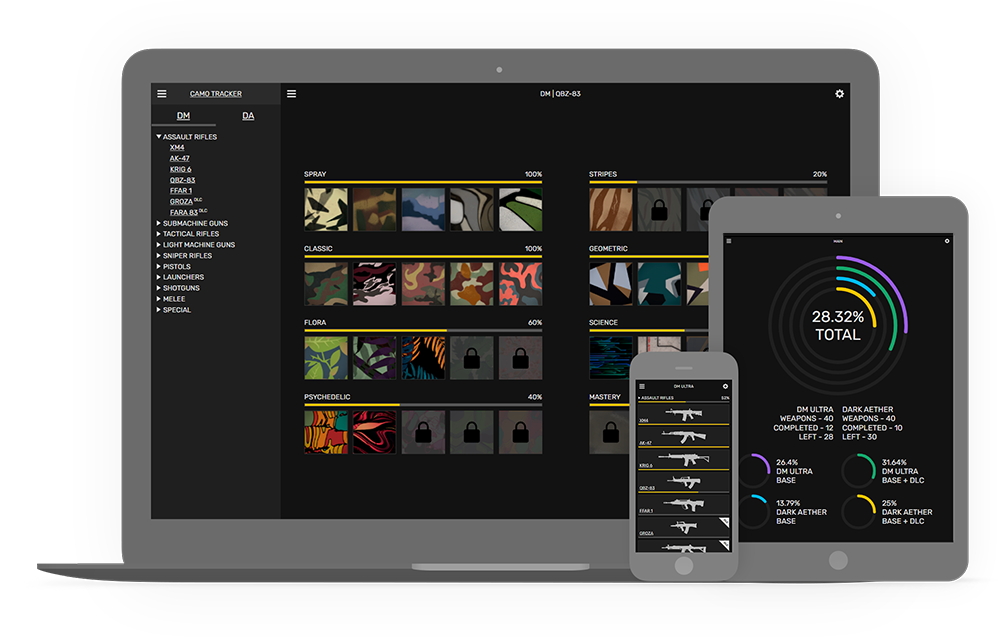 CAMO TRACKER
DM
DA
ASSAULT RIFLES
XM4
AK-47
KRIG 6
QBZ-83
FFAR 1
GROZA DLC
FARA 83 DLC
SUBMACHINE GUNS
TACTICAL RIFLES
LIGHT MACHINE GUNS
SNIPER RIFLES
PISTOLS
LAUNCHERS
SHOTGUNS
MELEE
SPECIAL
DM | QBZ-83
SPRAY 100%
STRIPES 20%
CLASSIC 100%
GEOMETRIC
FLORA 60%
SCIENCE
PSYCHEDELIC 40%
MASTERY
DM ULTRA
ASSAULT RIFLES 53%
XM4
AK-47
KRIG 6
QBZ-83
FFAR 1
GROZA
MAIN
28.32%
TOTAL
DM ULTRA
WEAPONS - 40
COMPLETED - 12
LEFT - 28
DARK AETHER
WEAPONS - 40
COMPLETED - 10
LEFT - 30
26.4%
DM ULTRA
BASE
31.64%
DM ULTRA
BASE + DLC
13.79%
DARK AETHER
BASE
25%
DARK AETHER
BASE + DLC